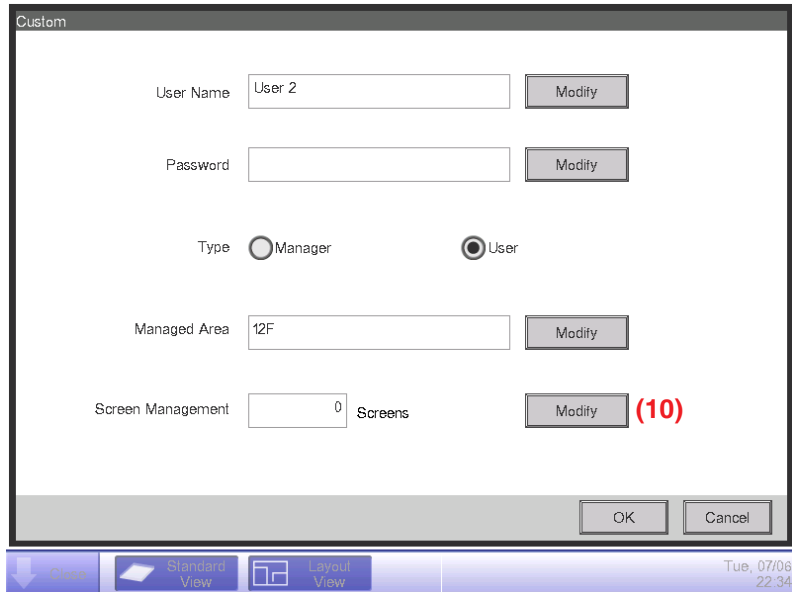 Custom
User Name User 2 Modify
Password Modify
Type Manager User
Managed Area 12F Modify
Screen Management 0 Screens Modify (10)
OK Cancel
Close Standard View Layout View Tue, 07/06 22:34